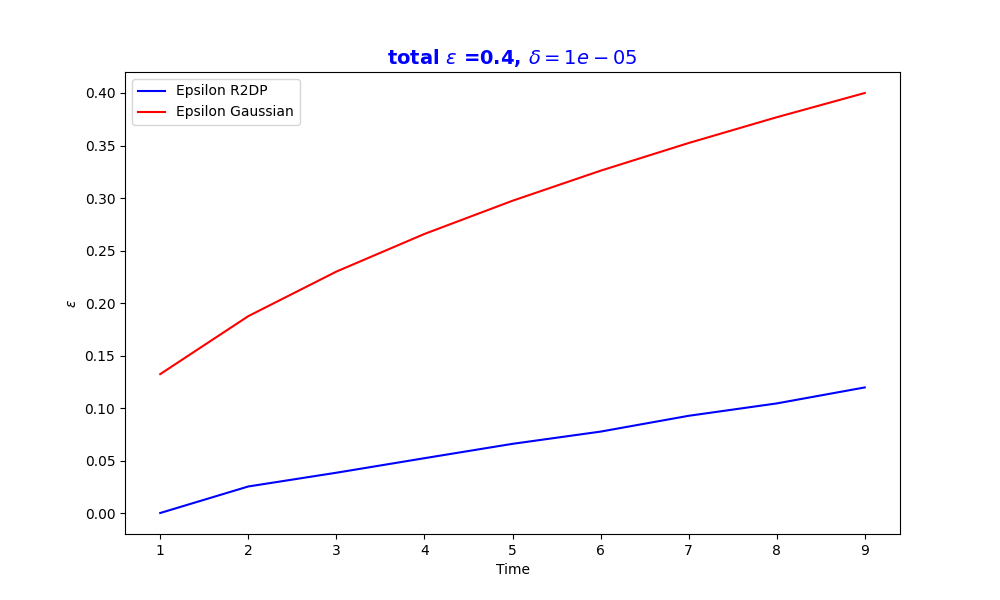 total ε =0.4, δ = 1e − 05
Epsilon R2DP
Epsilon Gaussian
0.40
0.35
0.30
0.25
0.20
0.15
0.10
0.05
0.00
ε
1 2 3 4 5 6 7 8 9
Time